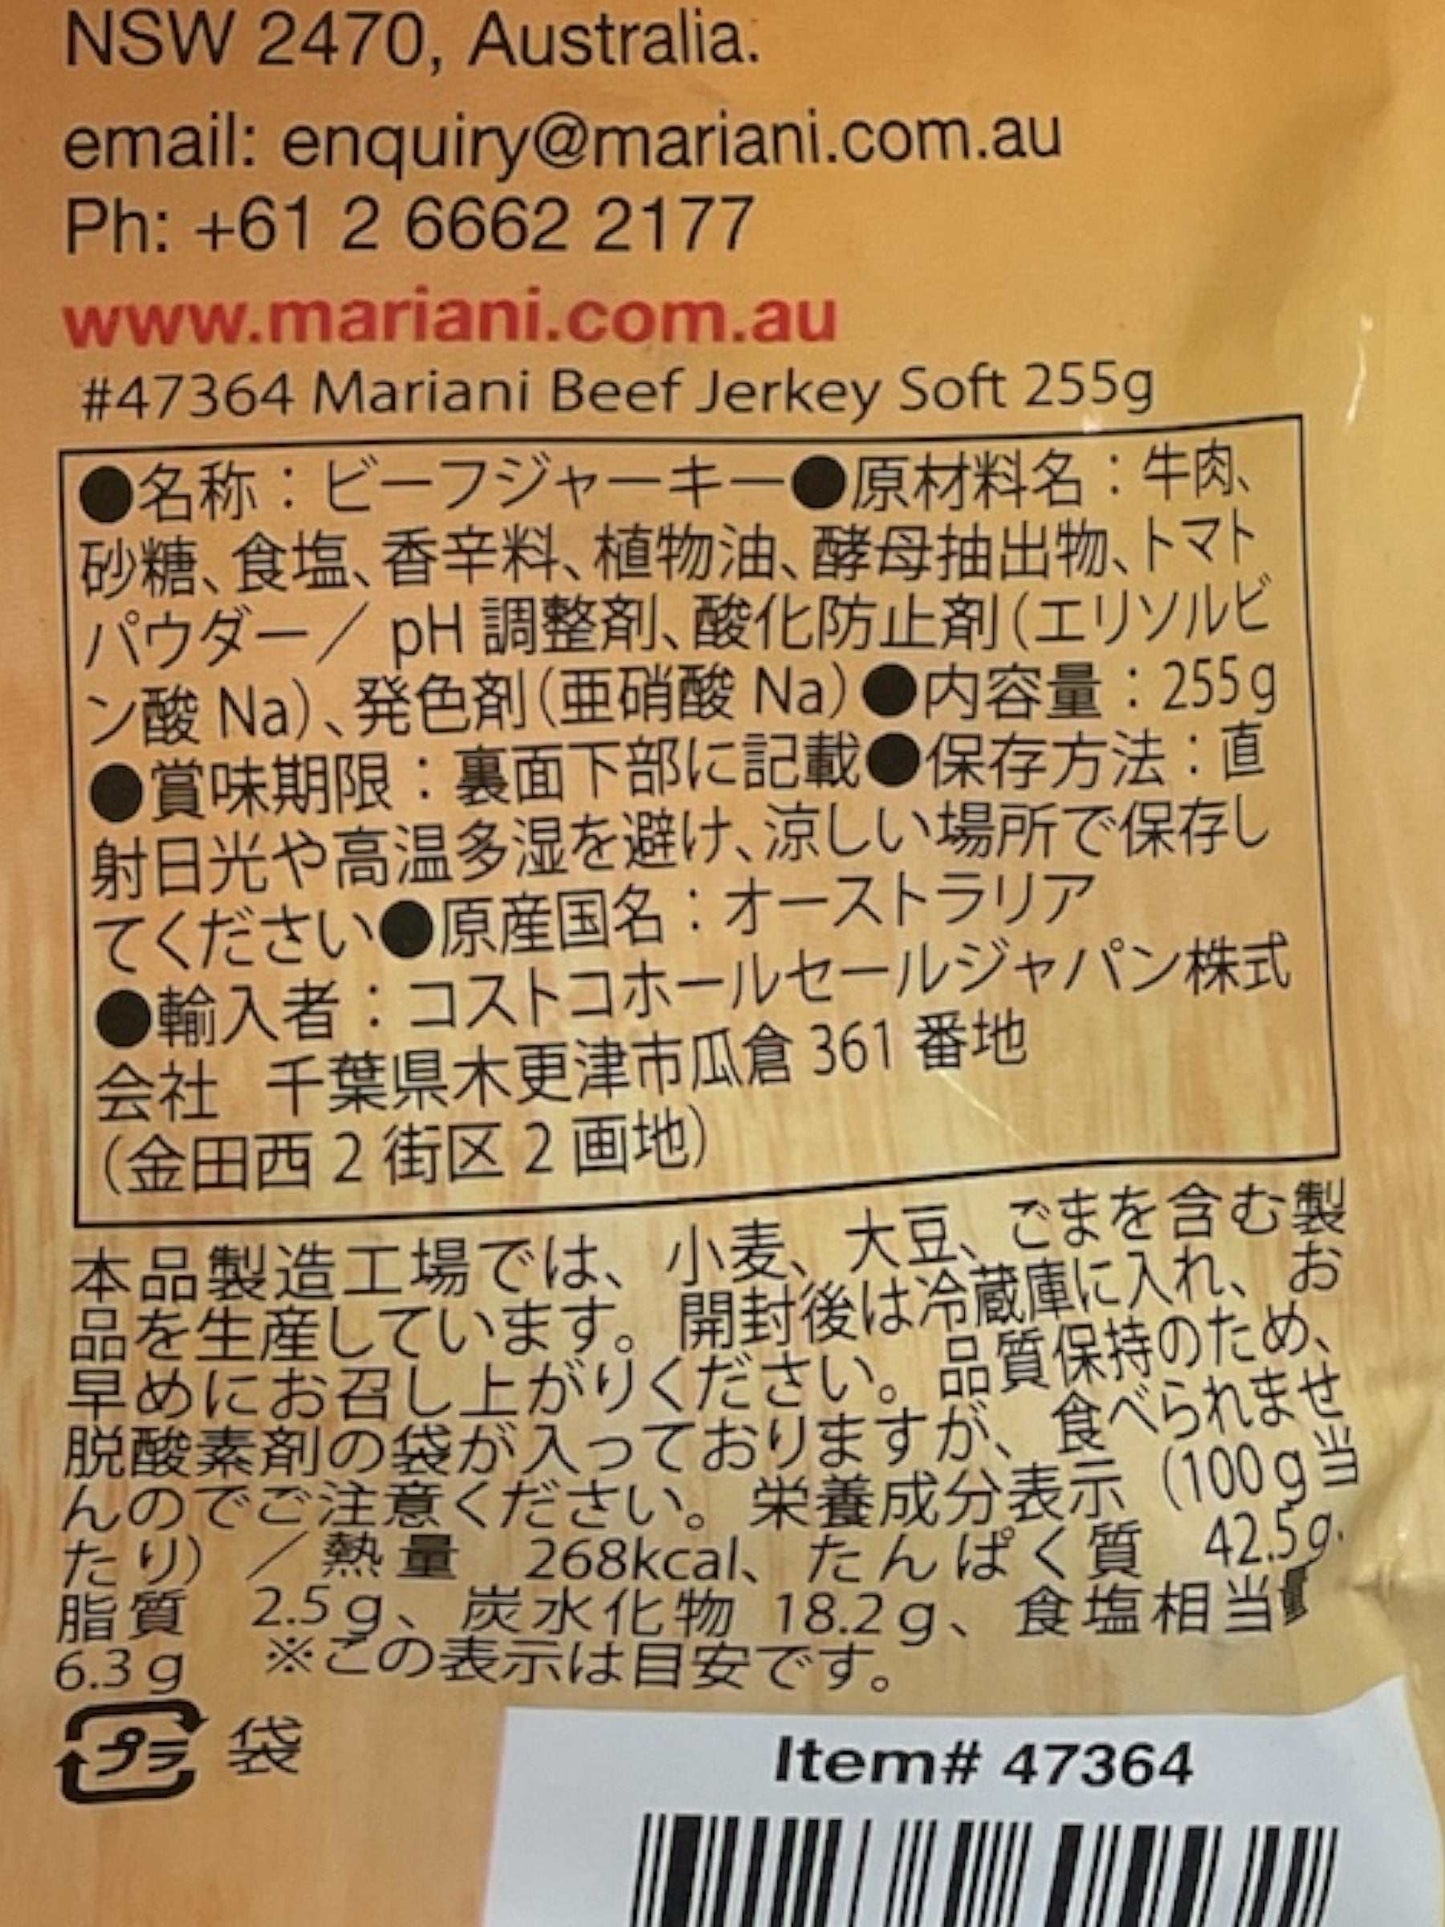 NSW 2470, Australia.
email: enquiry@mariani.com.au
Ph: +61 2 6662 2177
www.mariani.com.au
#47364 Mariani Beef Jerkey Soft 255g
●名称：ビーフジャーキー●原材料名：牛肉、
砂糖、食塩、香辛料、植物油、酵母抽出物、トマト
パウダー／ pH 調整剤、酸化防止剤（エリソルビ
ン酸 Na）、発色剤（亜硝酸 Na）●内容量：255g
●賞味期限：裏面下部に記載●保存方法：直
射日光や高温多湿を避け、涼しい場所で保存し
てください●原産国名：オーストラリア
●輸入者：コストコホールセールジャパン株式
会社 千葉県木更津市瓜倉 361 番地
（金田西 2 街区 2 画地）
本品製造工場では、小麦、大豆、ごまを含む製
品を生産しています。開封後は冷蔵庫に入れ、お
早めにお召し上がりください。品質保持のため、
脱酸素剤の袋が入っておりますが、食べられませ
んのでご注意ください。栄養成分表示（100g当
たり）／熱量 268kcal、たんぱく質 42.5g、
脂質 2.5g、炭水化物 18.2g、食塩相当量
6.3g ※この表示は目安です。
プラ 袋
Item# 47364